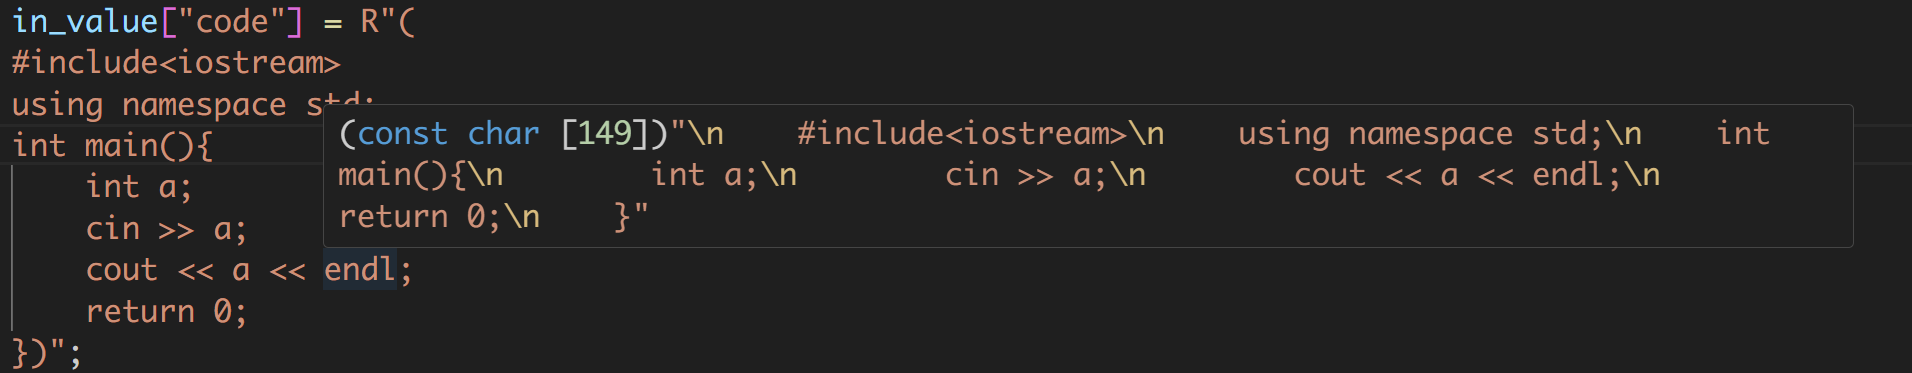 in_value["code"] = R"(
#include<iostream>
using namespace std;
(const char [149])"\n    #include<iostream>\n    using namespace std;\n    int
int main(){
main(){\n        int a;\n        cin >> a;\n        cout << a << endl;\n
    int a;
return 0;\n    }"
    cin >> a;
    cout << a << endl;
    return 0;
})";